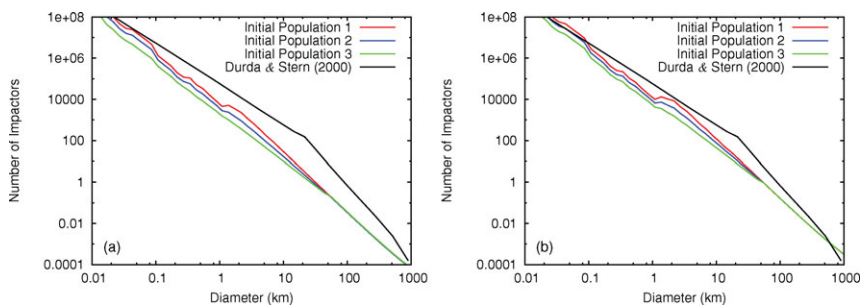 1e+08
1e+06
10000
100
1
0.01
0.0001
Number of Impactors
Initial Population 1
Initial Population 2
Initial Population 3
Durda & Stern (2000)
(a)
0.01 0.1 1 10 100 1000
Diameter (km)
1e+08
1e+06
10000
100
1
0.01
0.0001
Number of Impactors
Initial Population 1
Initial Population 2
Initial Population 3
Durda & Stern (2000)
(b)
0.01 0.1 1 10 100 1000
Diameter (km)